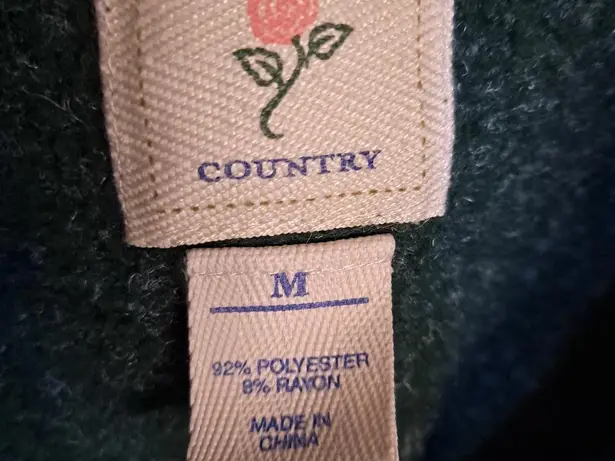 COUNTRY
M
92% POLYESTER
8% RAYON
MADE IN
CHINA